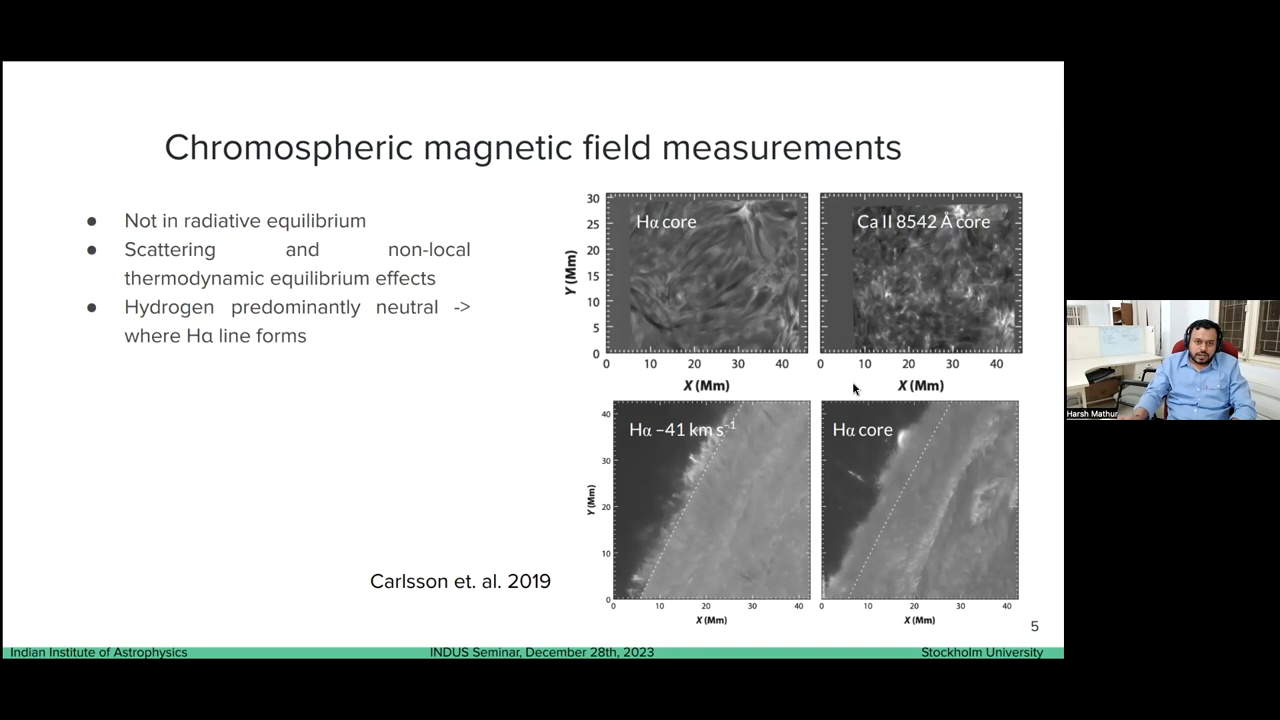 Chromospheric magnetic field measurements
● Not in radiative equilibrium
● Scattering and non-local
thermodynamic equilibrium effects
● Hydrogen predominantly neutral ->
where Hα line forms
Hα core
30
25
20
15
10
5
0
Y (Mm)
0 10 20 30 40
X (Mm)
Ca II 8542 Å core
0 10 20 30 40
X (Mm)
Hα −41 km s⁻¹
40
30
20
10
0
Y (Mm)
0 10 20 30 40
X (Mm)
Hα core
0 10 20 30 40
X (Mm)
Carlsson et. al. 2019
5
Indian Institute of Astrophysics INDUS Seminar, December 28th, 2023 Stockholm University
Harsh Mathur